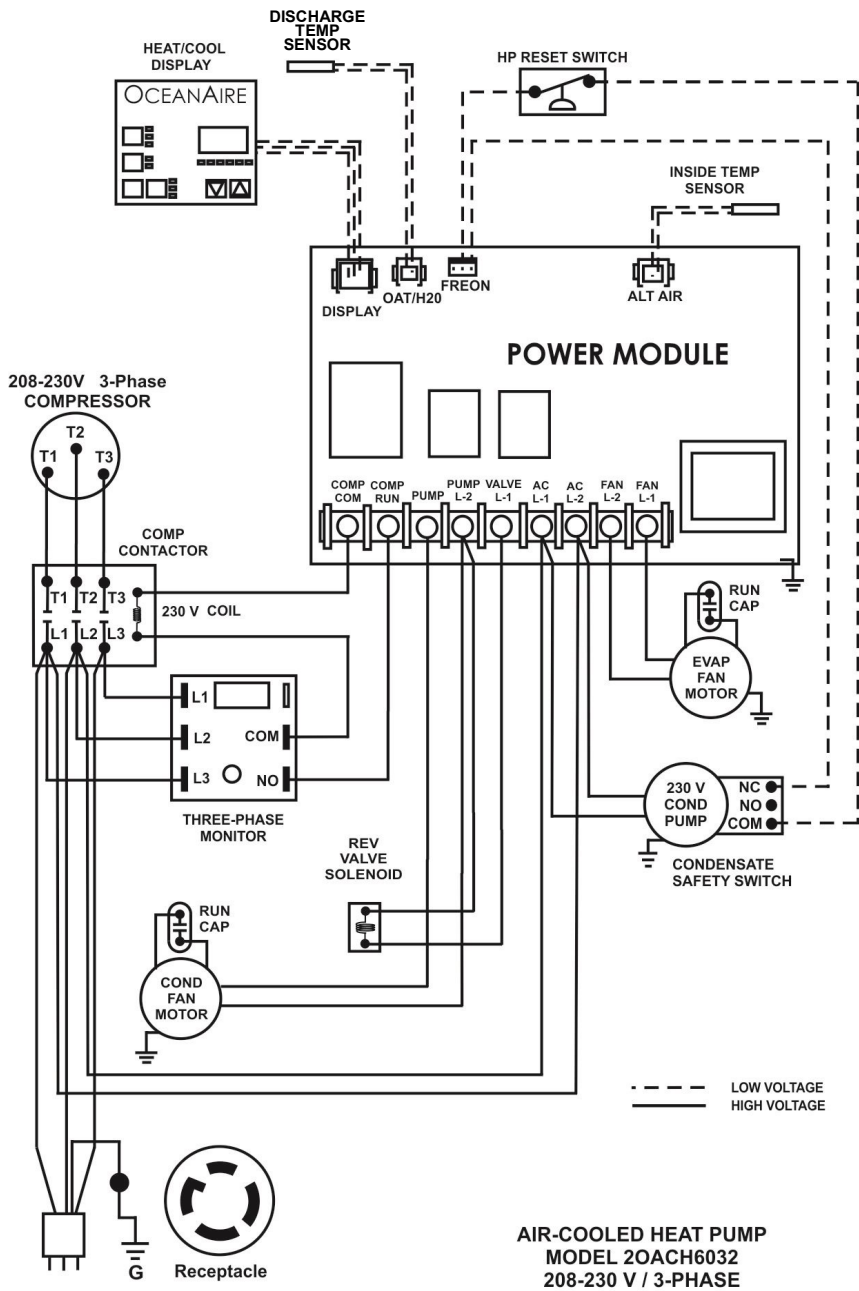 DISCHARGE
TEMP
SENSOR
HEAT/COOL
DISPLAY
OCEANAIRE
HP RESET SWITCH
INSIDE TEMP
SENSOR
DISPLAY
OAT/H20
FREON
ALT AIR
POWER MODULE
208-230V 3-Phase
COMPRESSOR
T1
T2
T3
COMP
COM
COMP
RUN
PUMP
PUMP
L-2
VALVE
L-1
AC
L-1
AC
L-2
FAN
L-2
FAN
L-1
COMP
CONTACTOR
T1 T2 T3
230 V COIL
L1 L2 L3
RUN
CAP
EVAP
FAN
MOTOR
L1
L2
COM
L3
NO
THREE-PHASE
MONITOR
230 V
COND
PUMP
NC
NO
COM
CONDENSATE
SAFETY SWITCH
REV
VALVE
SOLENOID
RUN
CAP
COND
FAN
MOTOR
LOW VOLTAGE
HIGH VOLTAGE
G
Receptacle
AIR-COOLED HEAT PUMP
MODEL 2OACH6032
208-230 V / 3-PHASE